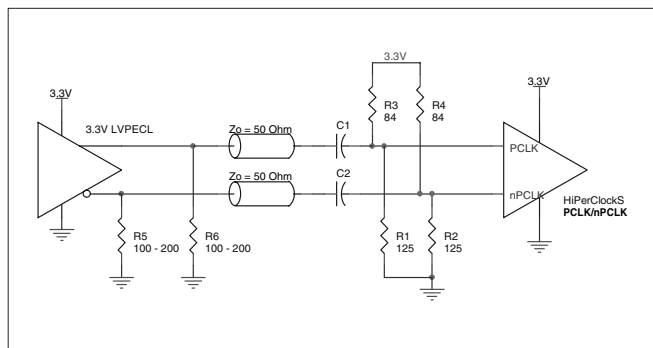 3.3V
3.3V
3.3V
R3
84
R4
84
3.3V LVPECL
Zo = 50 Ohm
C1
PCLK
Zo = 50 Ohm
C2
nPCLK
HiPerClockS
PCLK/nPCLK
R5
100 - 200
R6
100 - 200
R1
125
R2
125